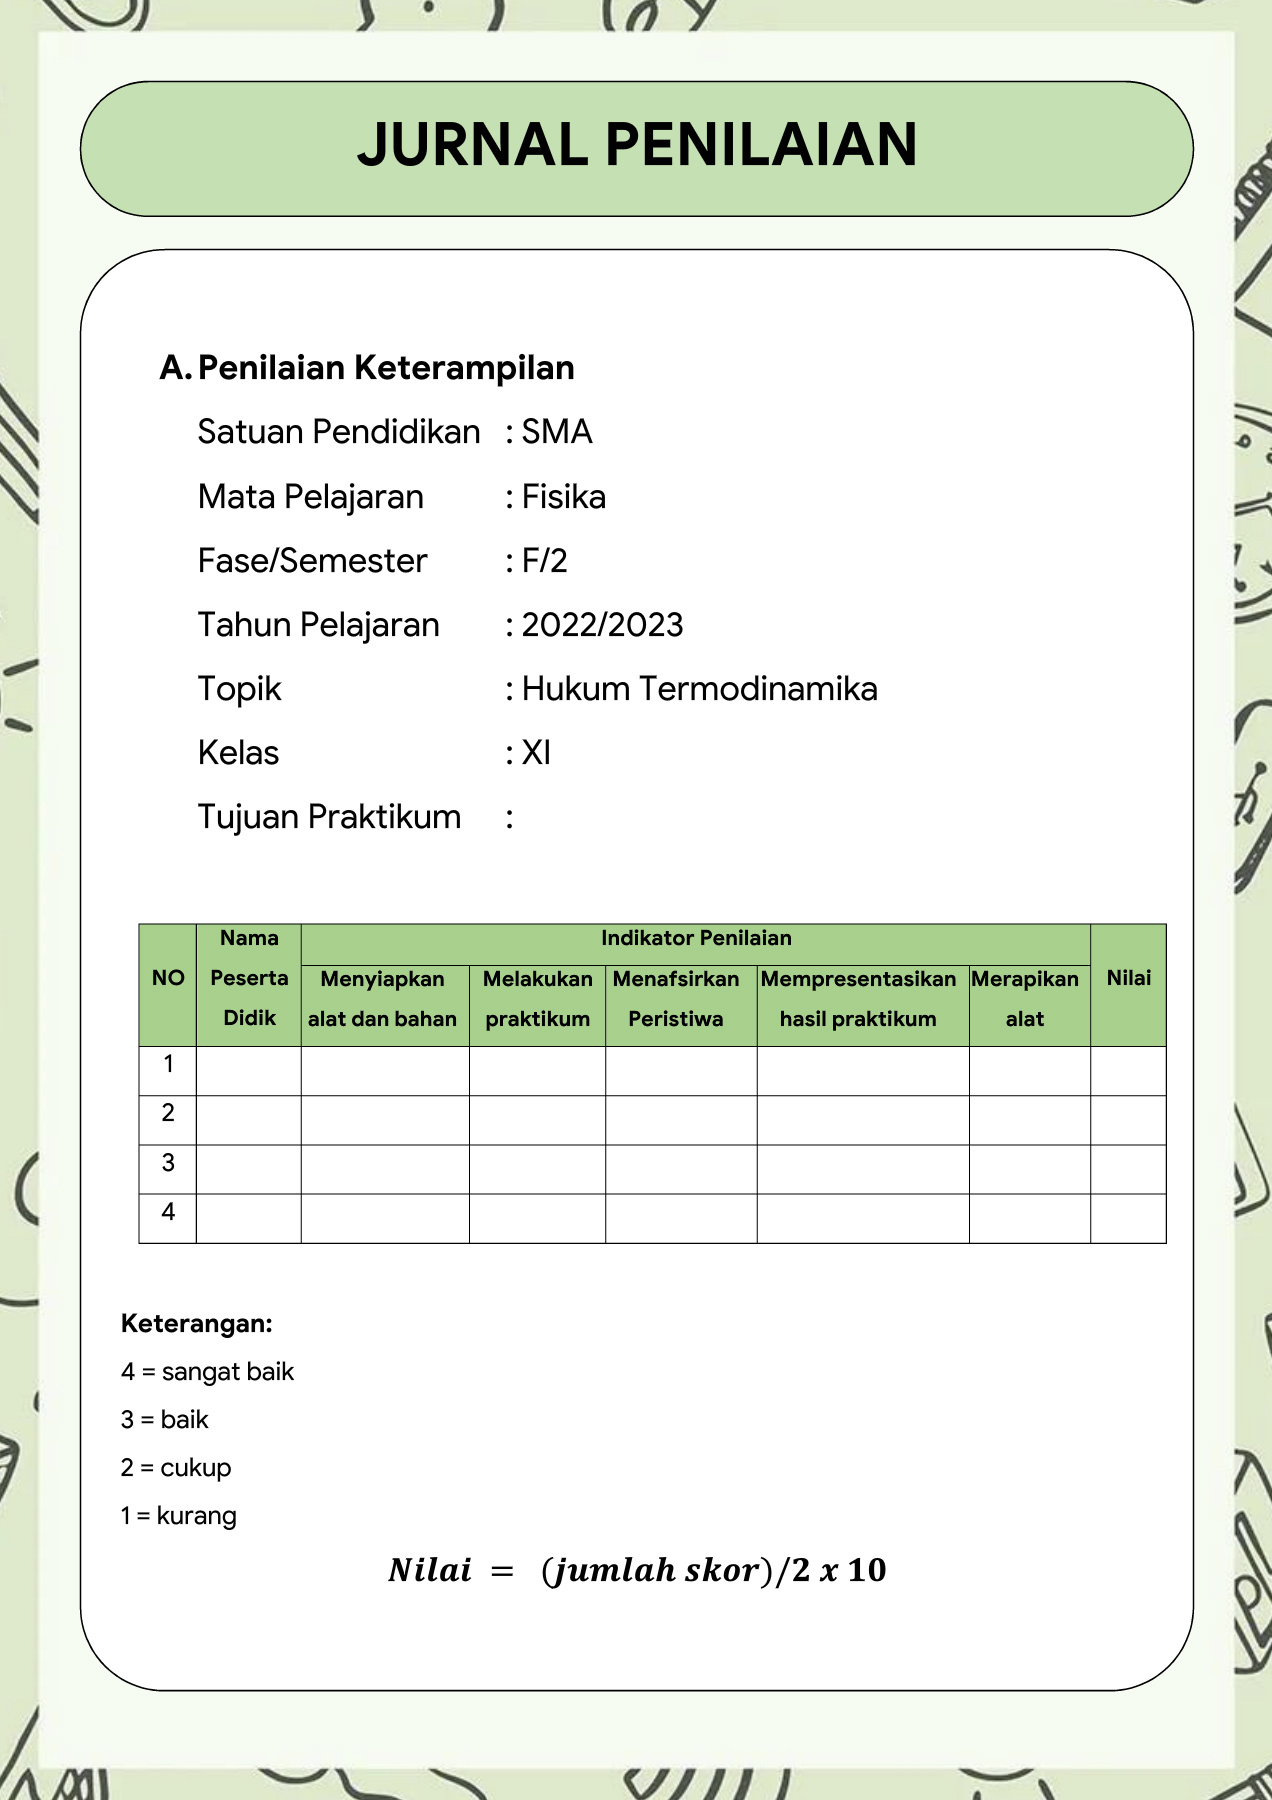 JURNAL PENILAIAN
A. Penilaian Keterampilan
Satuan Pendidikan : SMA
Mata Pelajaran : Fisika
Fase/Semester : F/2
Tahun Pelajaran : 2022/2023
Topik : Hukum Termodinamika
Kelas : XI
Tujuan Praktikum :
NO Nama Peserta Didik Indikator Penilaian Nilai
Menyiapkan alat dan bahan Melakukan praktikum Menafsirkan Peristiwa Mempresentasikan hasil praktikum Merapikan alat
1
2
3
4
Keterangan:
4 = sangat baik
3 = baik
2 = cukup
1 = kurang
Nilai = (jumlah skor)/2 x 10